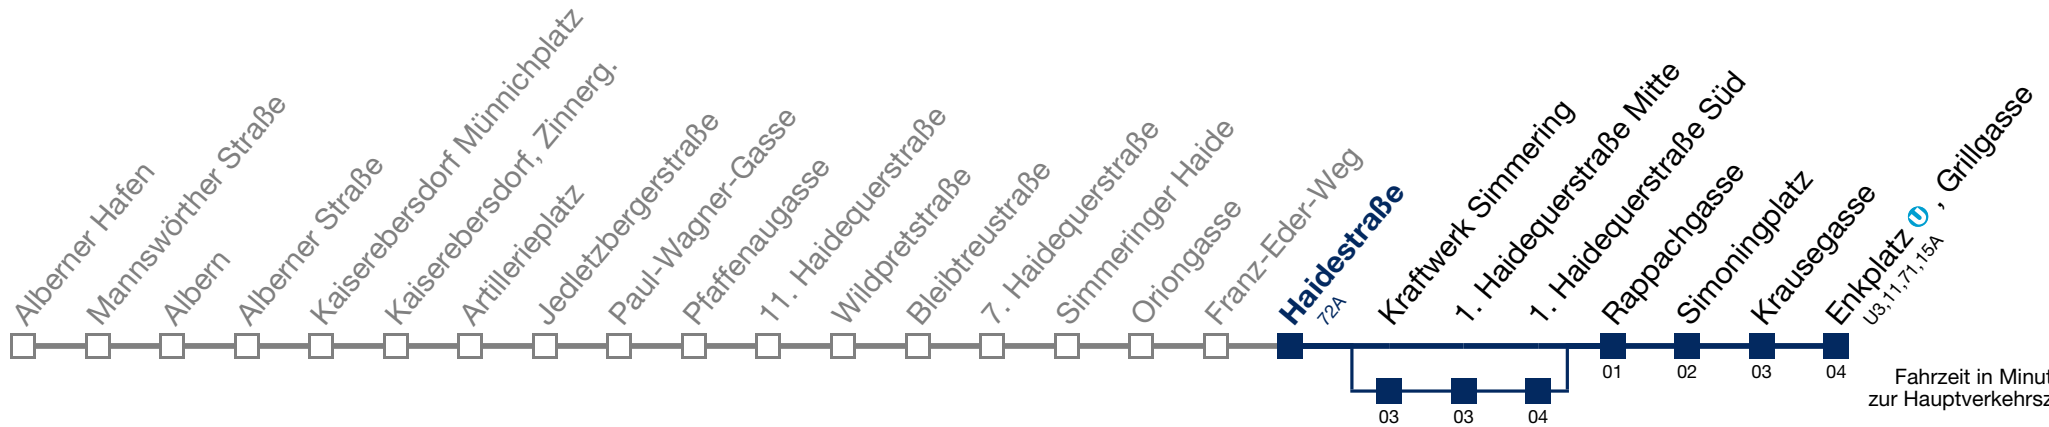 Alberner Hafen
Mannswörther Straße
Albern
Alberner Straße
Kaiserebersdorf Münnichplatz
Kaiserebersdorf, Zinnerg.
Artillerieplatz
Jedletzbergerstraße
Paul-Wagner-Gasse
Pfaffenaugasse
11. Haidequerstraße
Wildpretstraße
Bleibtreustraße
7. Haidequerstraße
Simmeringer Haide
Oriongasse
Franz-Eder-Weg
Haidestraße
72A
Kraftwerk Simmering
1. Haidequerstraße Mitte
1. Haidequerstraße Süd
Rappachgasse
Simoningplatz
Krausegasse
Enkplatz U , Grillgasse
U3,11,71,15A
01 02 03 04
03 03 04
Fahrzeit in Minut
zur Hauptverkehrsz